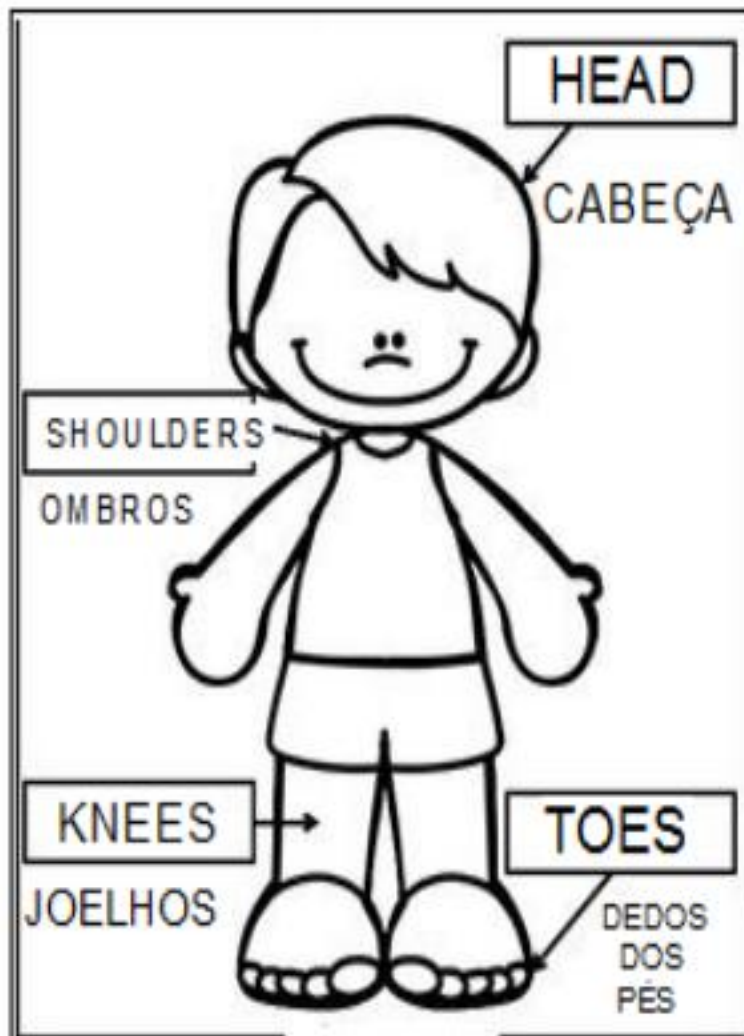 HEAD
CABEÇA
SHOULDERS
OMBROS
KNEES
JOELHOS
TOES
DEDOS
DOS
PÉS